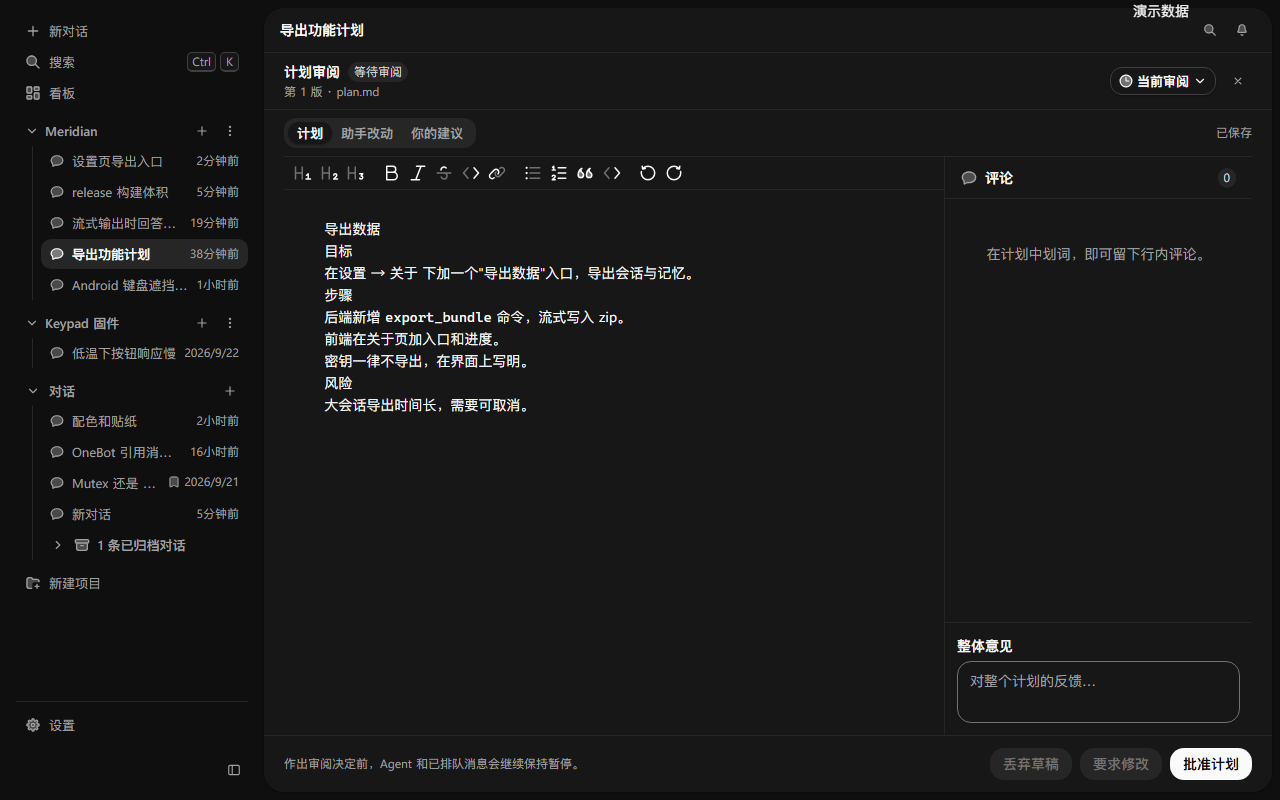 演示数据
新对话
搜索 Ctrl K
看板
Meridian
设置页导出入口 2分钟前
release 构建体积 5分钟前
流式输出时回答… 19分钟前
导出功能计划 38分钟前
Android 键盘遮挡… 1小时前
Keypad 固件
低温下按钮响应慢 2026/9/22
对话
配色和贴纸 2小时前
OneBot 引用消… 16小时前
Mutex 还是 … 2026/9/21
新对话 5分钟前
1 条已归档对话
新建项目
设置
导出功能计划
计划审阅 等待审阅
第 1 版 · plan.md
当前审阅
计划 助手改动 你的建议
已保存
H1 H2 H3 B I S
导出数据
目标
在设置 → 关于 下加一个"导出数据"入口，导出会话与记忆。
步骤
后端新增 export_bundle 命令，流式写入 zip。
前端在关于页加入口和进度。
密钥一律不导出，在界面上写明。
风险
大会话导出时间长，需要可取消。
评论 0
在计划中划词，即可留下行内评论。
整体意见
对整个计划的反馈…
作出审阅决定前，Agent 和已排队消息会继续保持暂停。
丢弃草稿 要求修改 批准计划